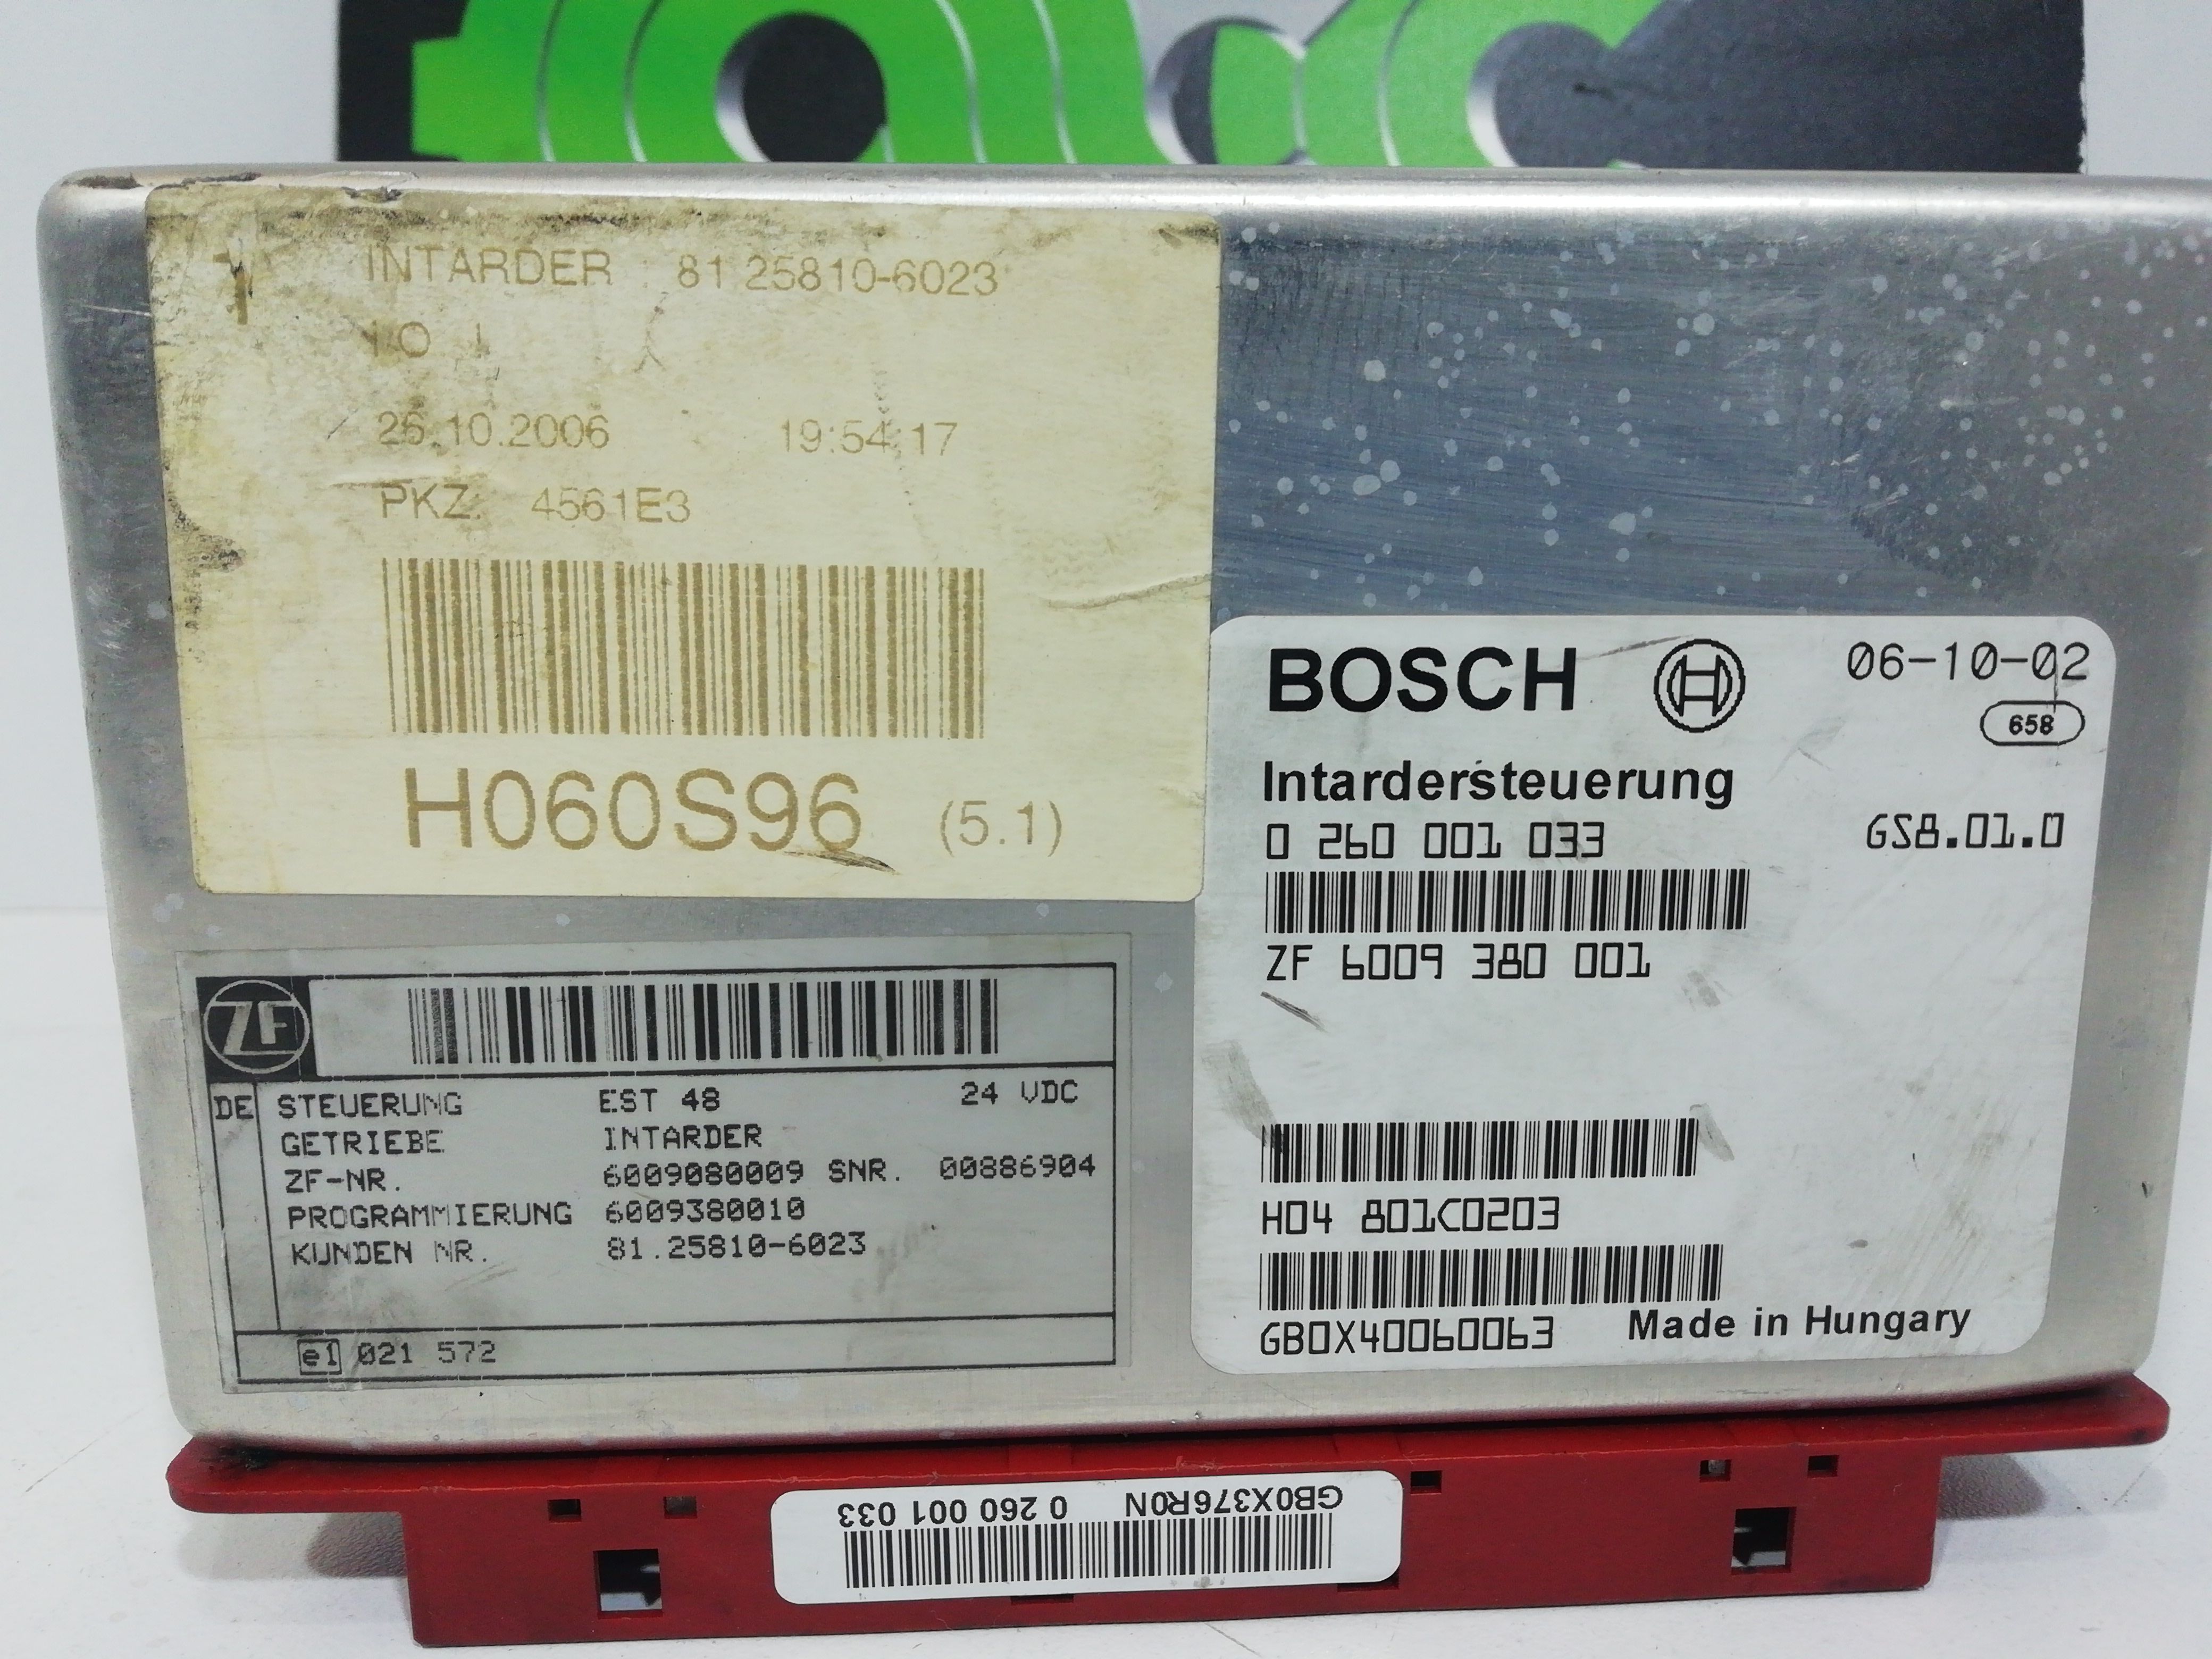 INTARDER : 81 25810-6023
26.10.2006 19:54:17
PKZ: 4561E3
H060S96 (5.1)
ZF
DE STEUERUNG EST 48 24 VDC
GETRIEBE INTARDER
ZF-NR. 6009080009 SNR. 00886904
PROGRAMMIERUNG 6009380010
KUNDEN NR. 81.25810-6023
e1 021 572
BOSCH 06-10-02
658
Intardersteuerung
0 260 001 033 GS8.01.0
ZF 6009 380 001
H04 801C0203
GB0X40060063 Made in Hungary
GB0X376R0N 0 260 001 033